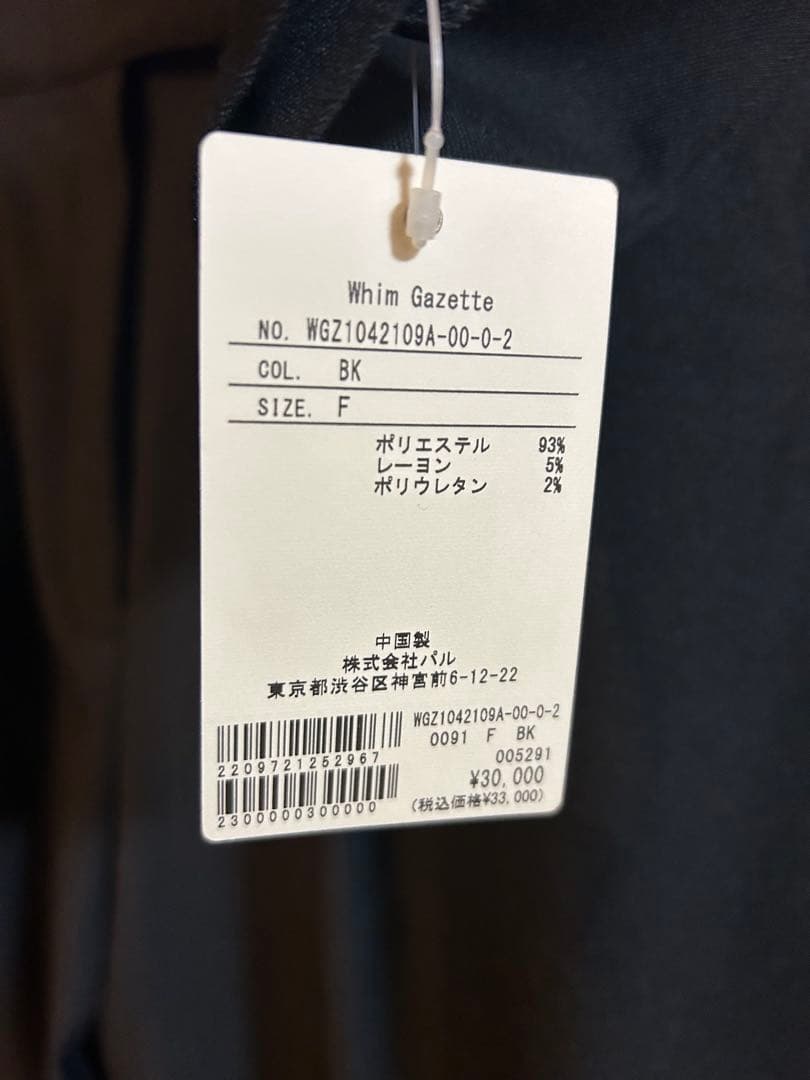 Whim Gazette
NO. WGZ1042109A-00-0-2
COL. BK
SIZE. F
ポリエステル 93%
レーヨン 5%
ポリウレタン 2%
中国製
株式会社パル
東京都渋谷区神宮前6-12-22
WGZ1042109A-00-0-2
0091 F BK
2209721252967
005291
¥30,000
2300000300000
(税込価格¥33,000)